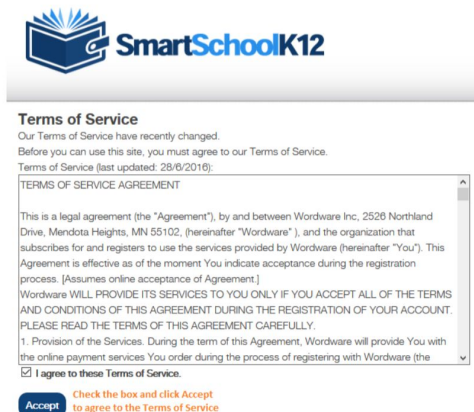 SmartSchoolK12
Terms of Service
Our Terms of Service have recently changed.
Before you can use this site, you must agree to our Terms of Service.
Terms of Service (last updated: 28/6/2016):
TERMS OF SERVICE AGREEMENT
This is a legal agreement (the "Agreement"), by and between Wordware Inc, 2526 Northland
Drive, Mendota Heights, MN 55102, (hereinafter "Wordware" ), and the organization that
subscribes for and registers to use the services provided by Wordware (hereinafter "You"). This
Agreement is effective as of the moment You indicate acceptance during the registration
process. [Assumes online acceptance of Agreement.]
Wordware WILL PROVIDE ITS SERVICES TO YOU ONLY IF YOU ACCEPT ALL OF THE TERMS
AND CONDITIONS OF THIS AGREEMENT DURING THE REGISTRATION OF YOUR ACCOUNT.
PLEASE READ THE TERMS OF THIS AGREEMENT CAREFULLY.
1. Provision of the Services. During the term of this Agreement, Wordware will provide You with
the online payment services You order during the process of registering with Wordware (the
I agree to these Terms of Service.
Check the box and click Accept
Accept to agree to the Terms of Service